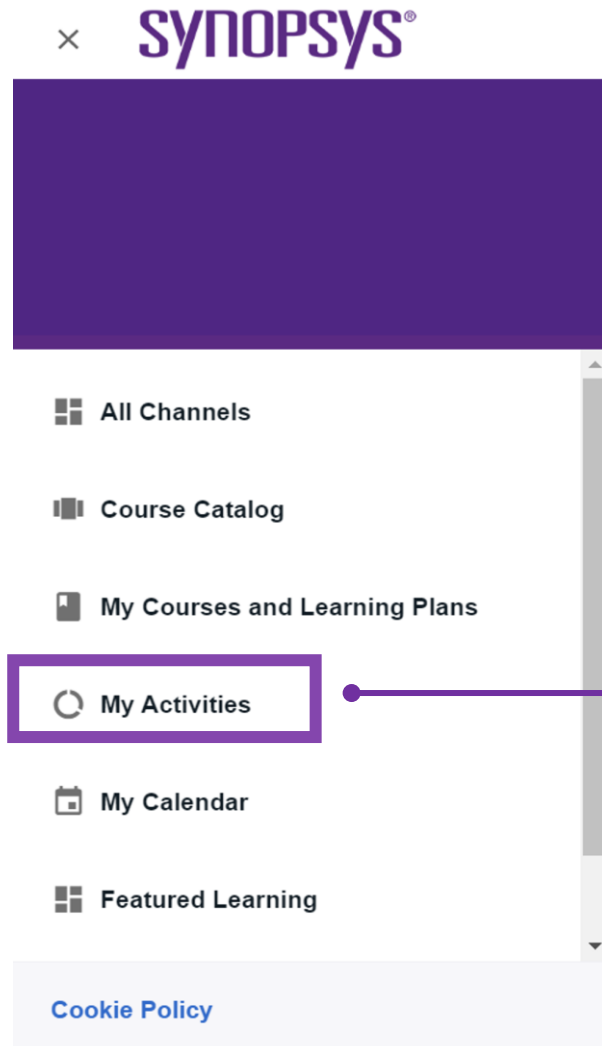 SYNOPSYS®
All Channels
Course Catalog
My Courses and Learning Plans
My Activities
My Calendar
Featured Learning
Cookie Policy